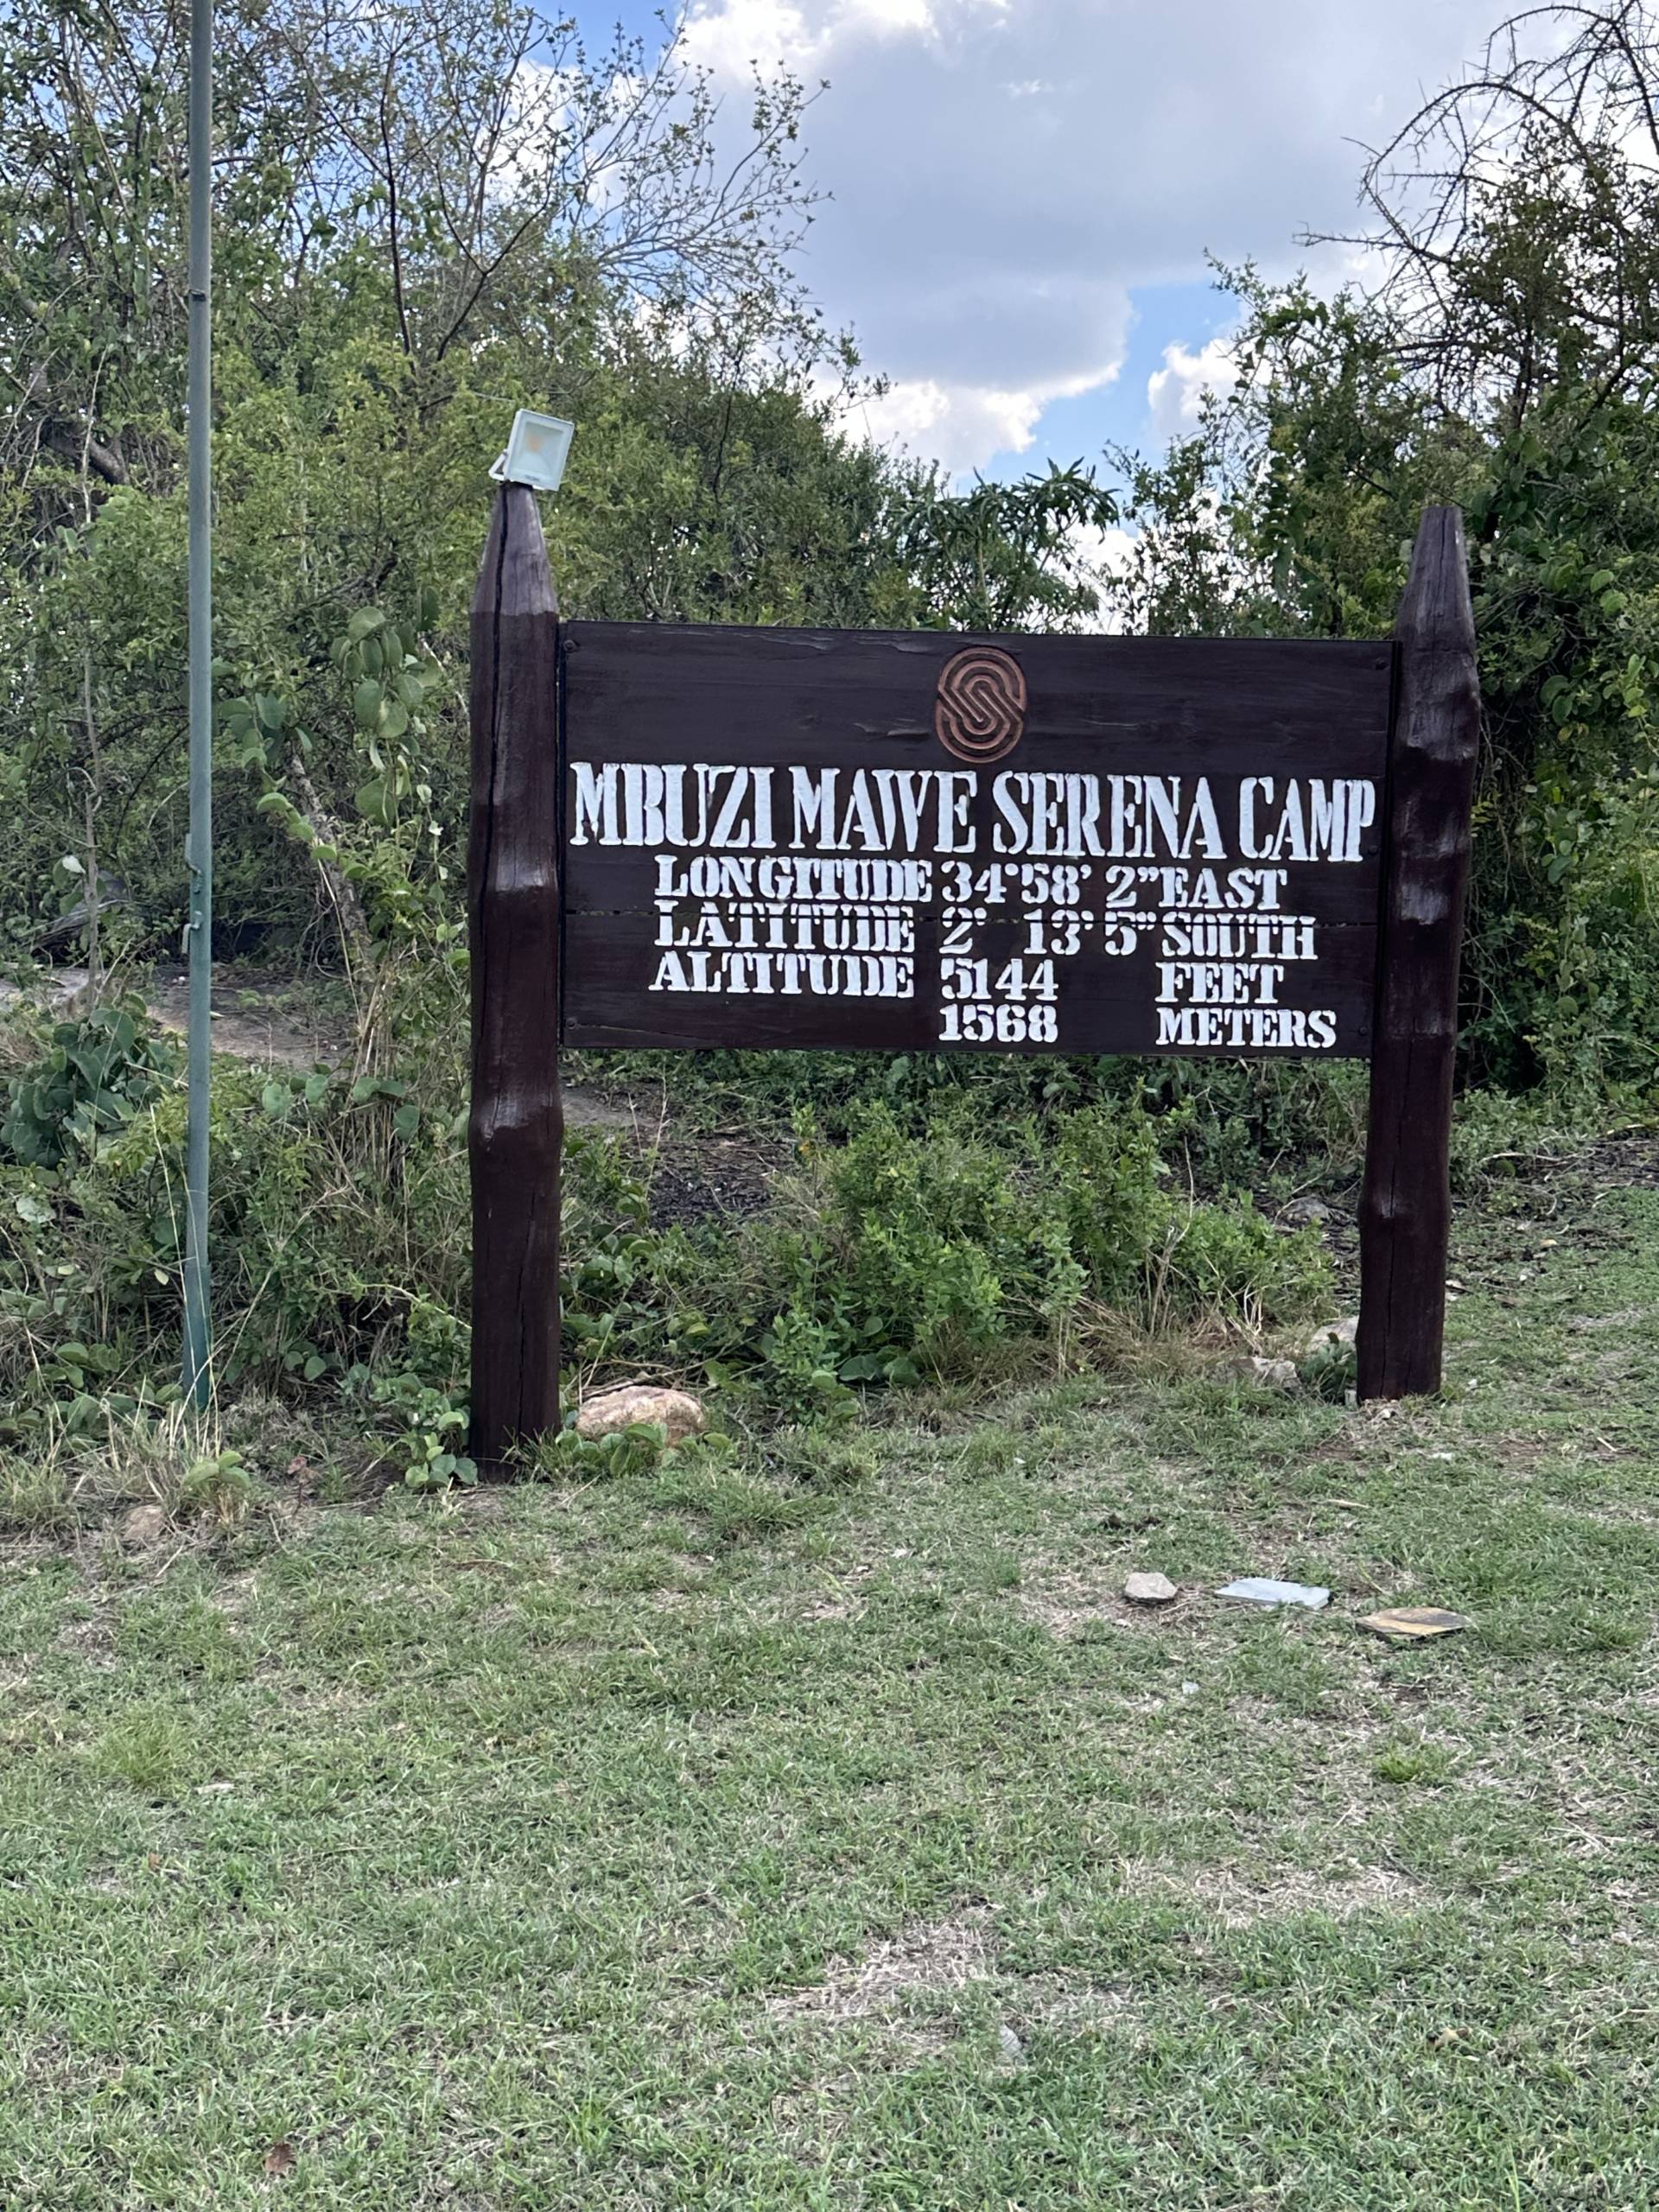 MBUZI MAWE SERENA CAMP
LONGITUDE 34°58' 2" EAST
LATITUDE 2° 13' 5" SOUTH
ALTITUDE 5144 FEET
1568 METERS